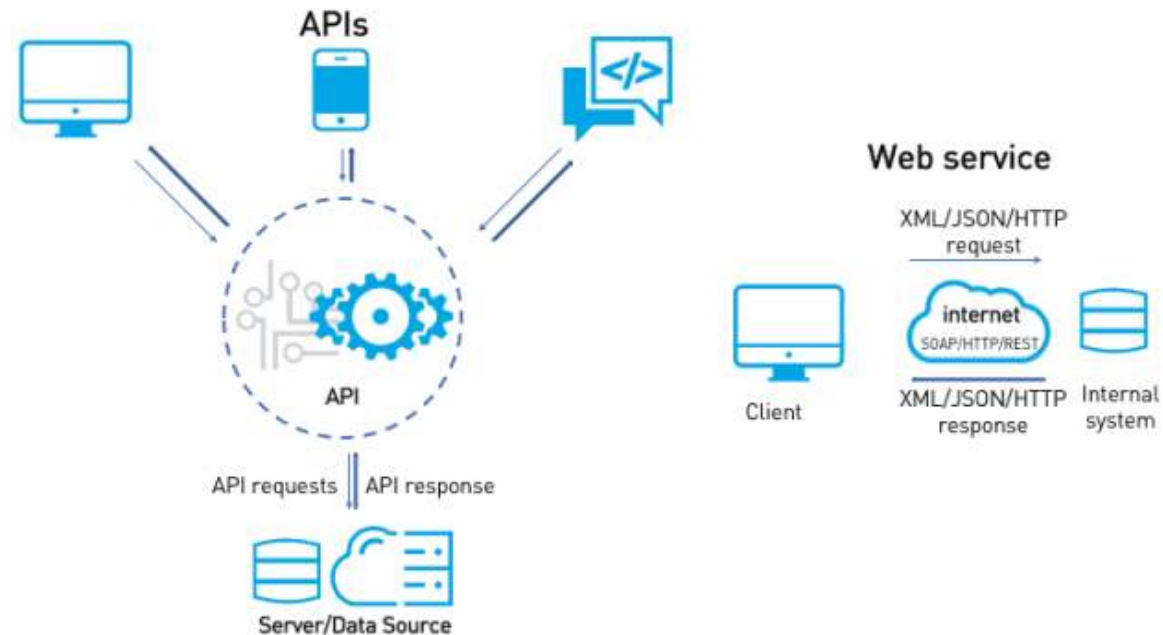 APIs
</>
API
API requests
API response
Server/Data Source
Web service
XML/JSON/HTTP
request
internet
SOAP/HTTP/REST
Client
XML/JSON/HTTP
response
Internal
system